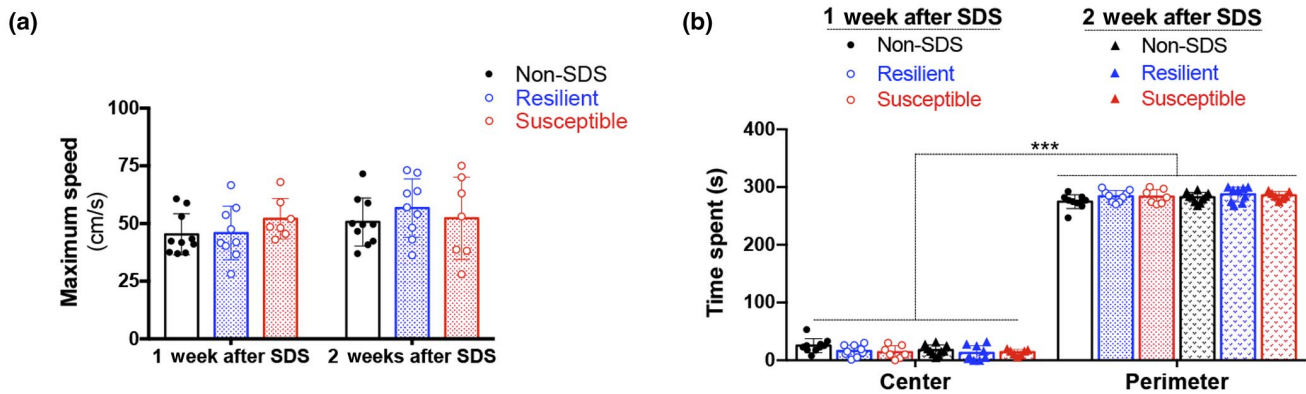 (a)
Non-SDS
Resilient
Susceptible
Maximum speed
(cm/s)
100
75
50
25
0
1 week after SDS
2 weeks after SDS
(b)
1 week after SDS
Non-SDS
Resilient
Susceptible
2 week after SDS
Non-SDS
Resilient
Susceptible
Time spent (s)
400
300
200
100
0
***
Center
Perimeter